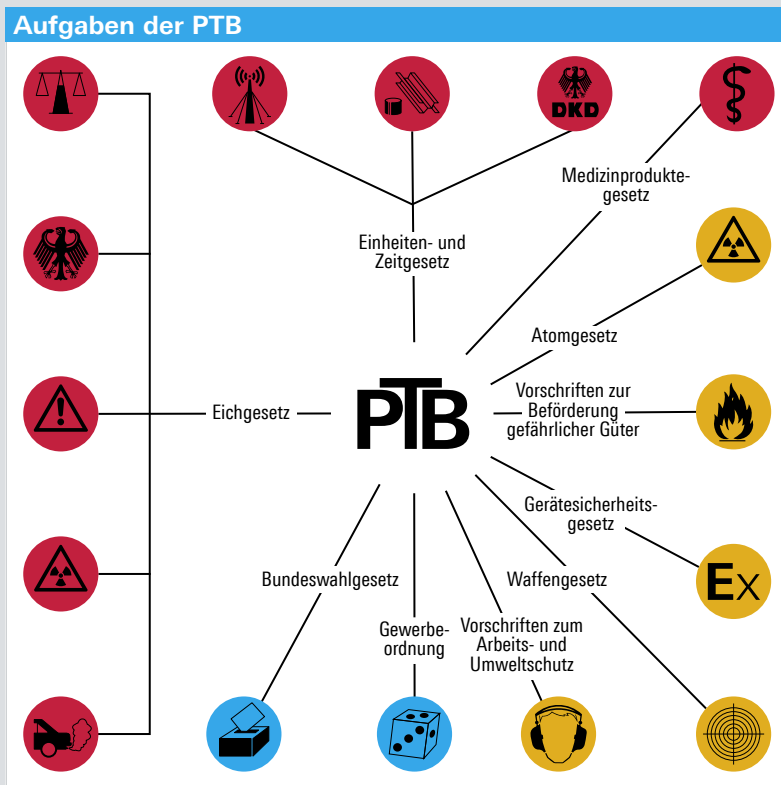 Aufgaben der PTB
DKD
Medizinprodukte-
gesetz
Einheiten- und
Zeitgesetz
Atomgesetz
Vorschriften zur
Beförderung
gefährlicher Güter
Eichgesetz
PTB
Gerätesicherheits-
gesetz
Ex
Bundeswahlgesetz
Waffengesetz
Gewerbe-
ordnung
Vorschriften zum
Arbeits- und
Umweltschutz